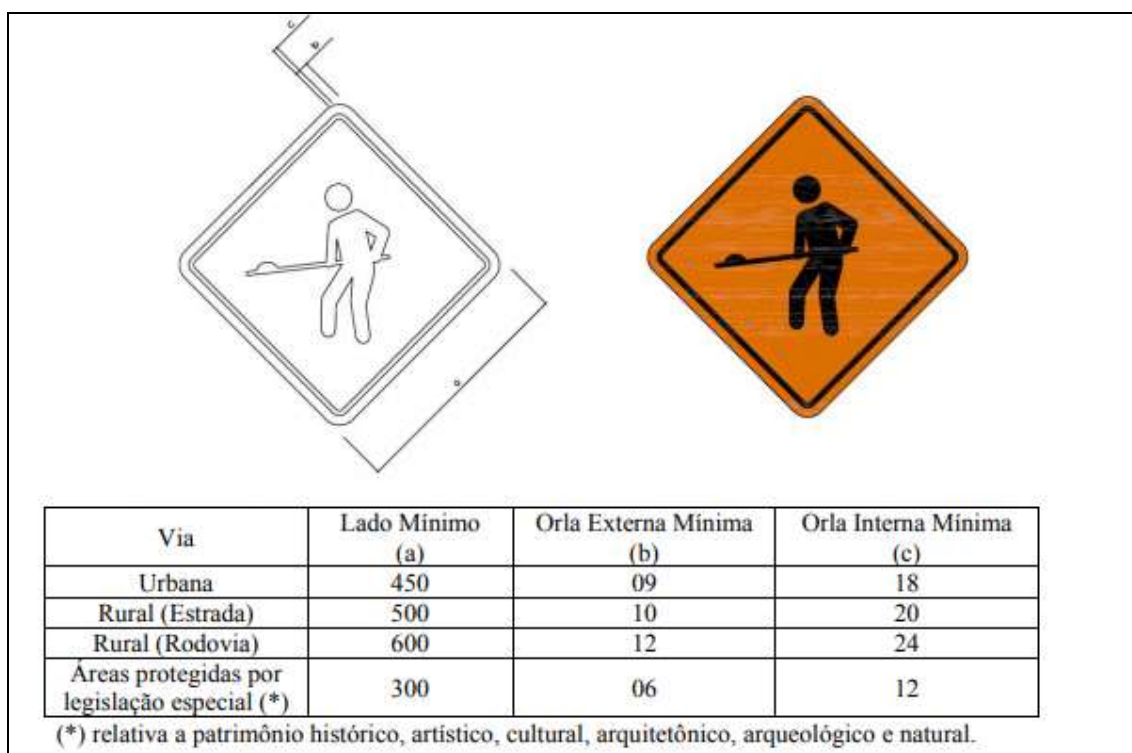 c
b
a
Via
Lado Mínimo
(a)
Orla Externa Mínima
(b)
Orla Interna Mínima
(c)
Urbana
450
09
18
Rural (Estrada)
500
10
20
Rural (Rodovia)
600
12
24
Áreas protegidas por
legislação especial (*)
300
06
12
(*) relativa a patrimônio histórico, artístico, cultural, arquitetônico, arqueológico e natural.